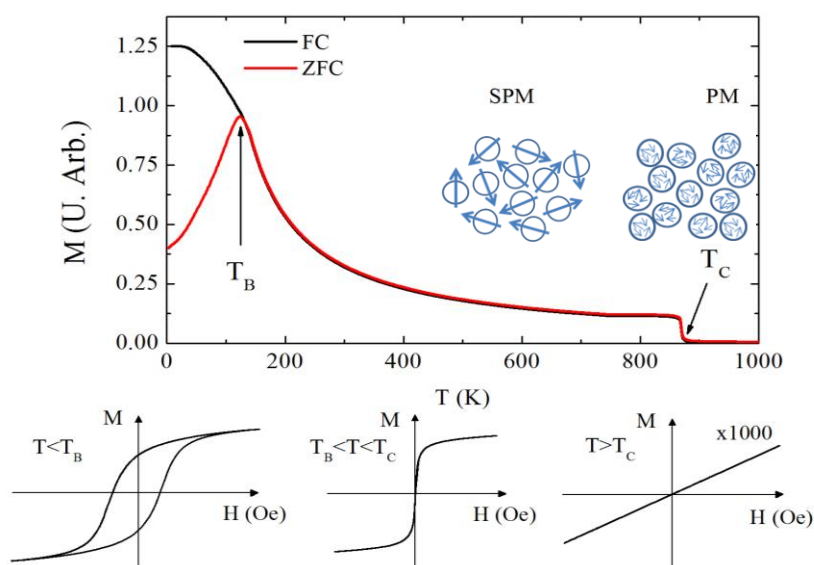 FC
ZFC
SPM
PM
M (U. Arb.)
1.25
1.00
0.75
0.50
0.25
0.00
T_B
T_C
0
200
400
600
800
1000
T (K)
M
T<T_B
H (Oe)
M
T_B<T<T_C
H (Oe)
M
x1000
T>T_C
H (Oe)